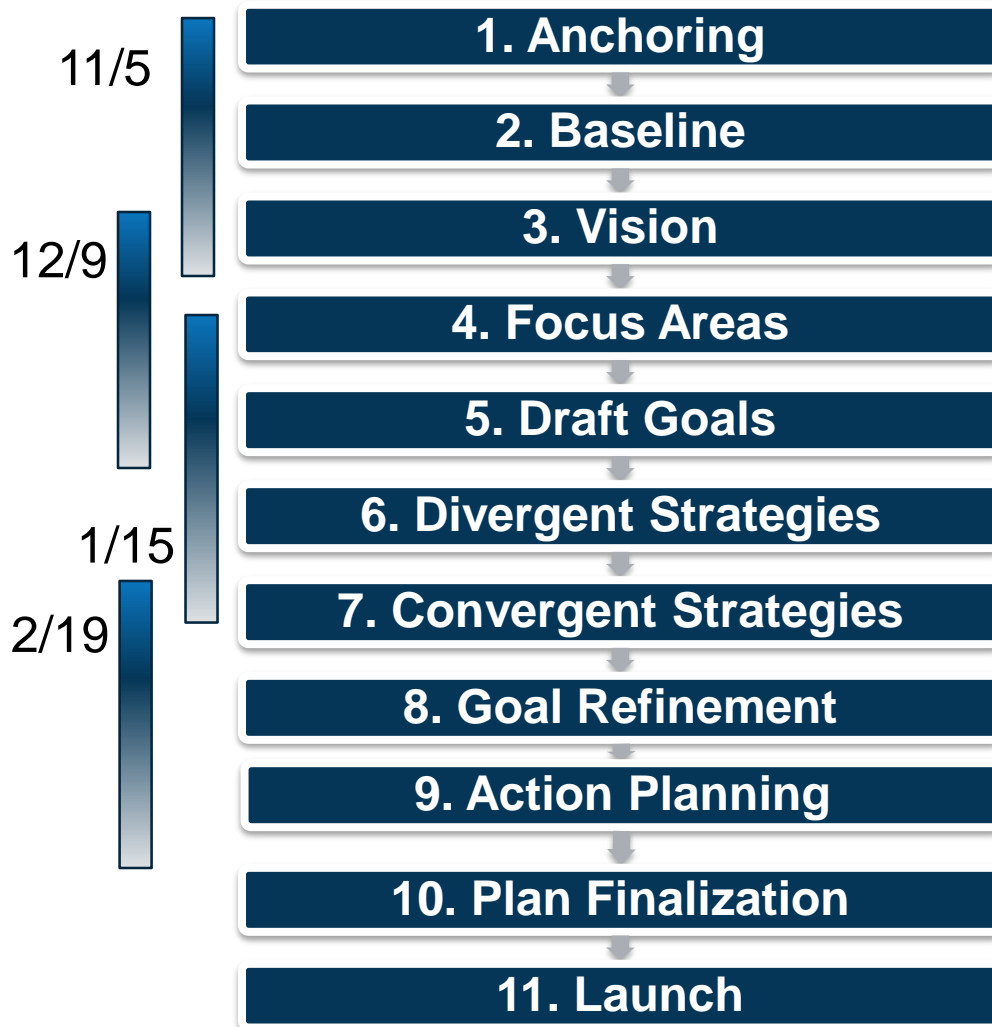 11/5
1. Anchoring
2. Baseline
3. Vision
12/9
4. Focus Areas
5. Draft Goals
6. Divergent Strategies
1/15
7. Convergent Strategies
2/19
8. Goal Refinement
9. Action Planning
10. Plan Finalization
11. Launch